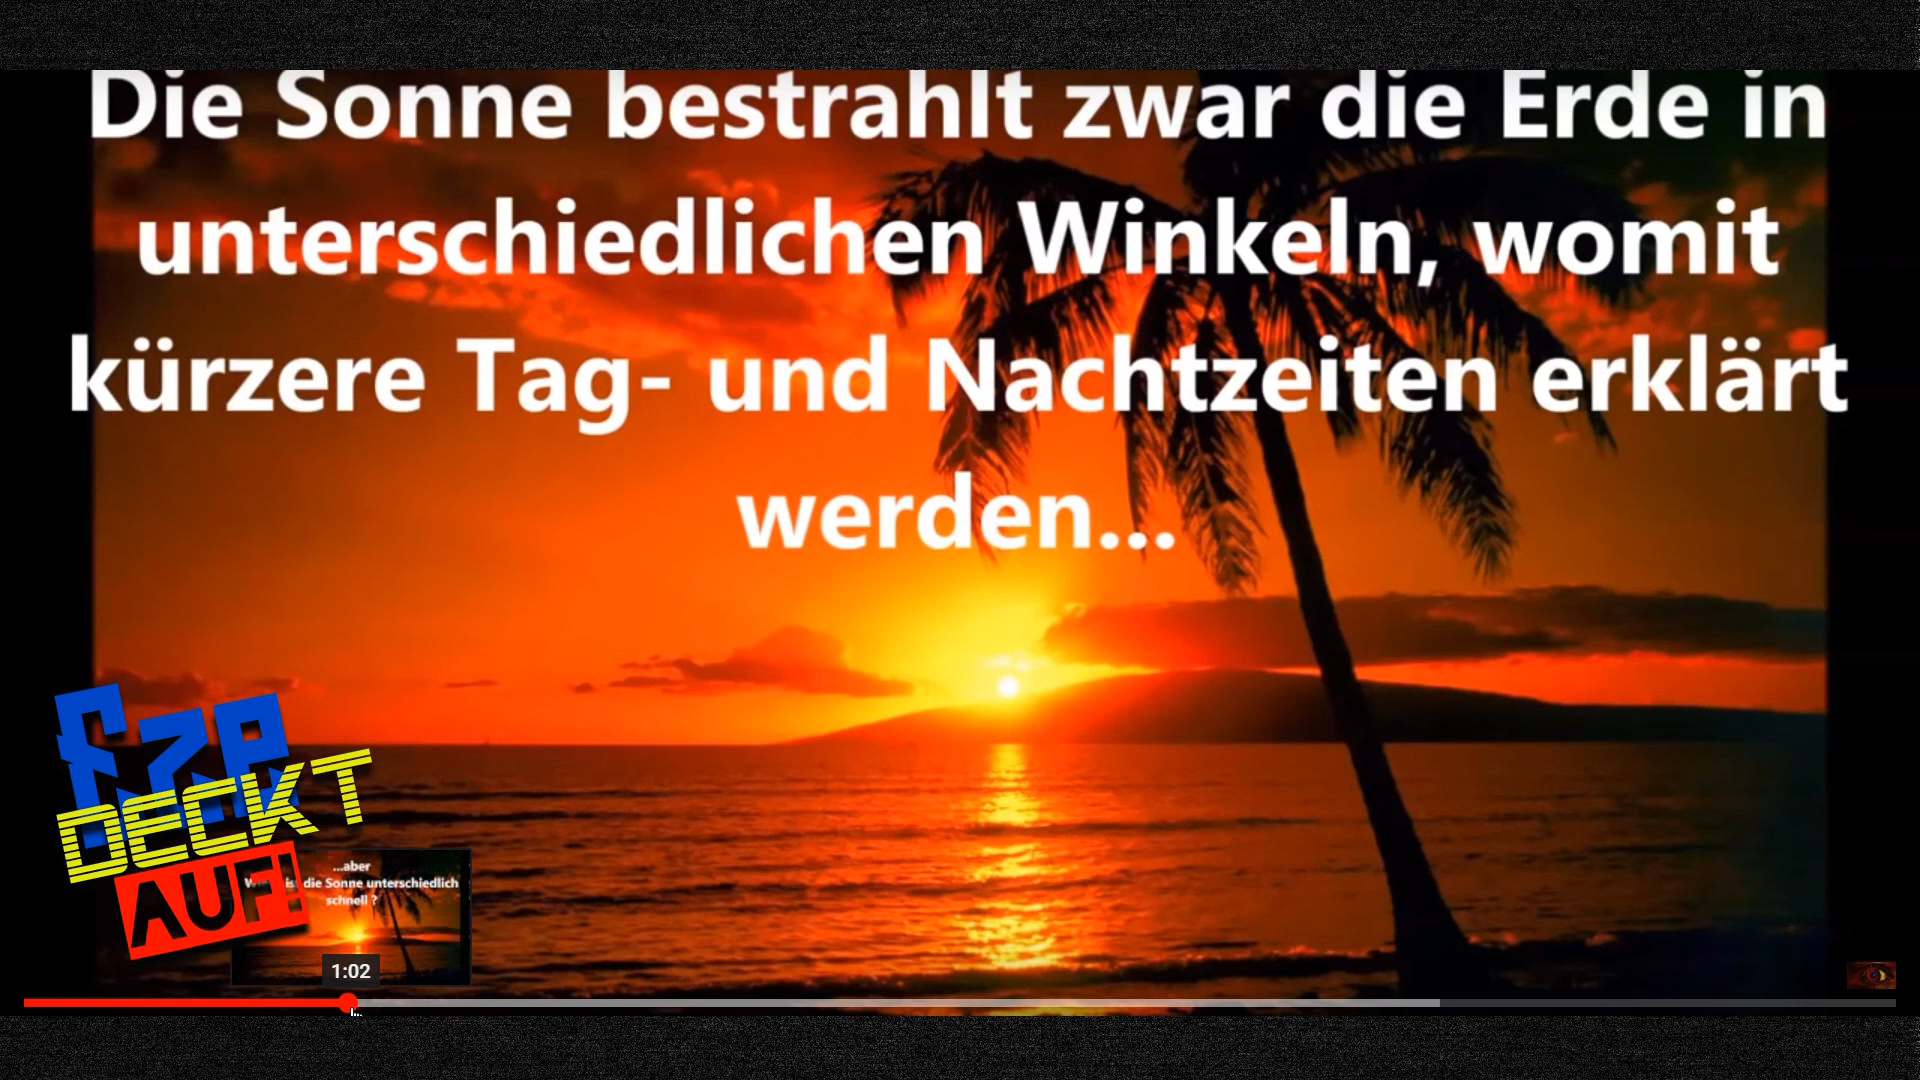 Die Sonne bestrahlt zwar die Erde in
unterschiedlichen Winkeln, womit
kürzere Tag- und Nachtzeiten erklärt
werden...
DECKT
AUF!
...aber
ist die Sonne unterschiedlich
schnell ?
1:02